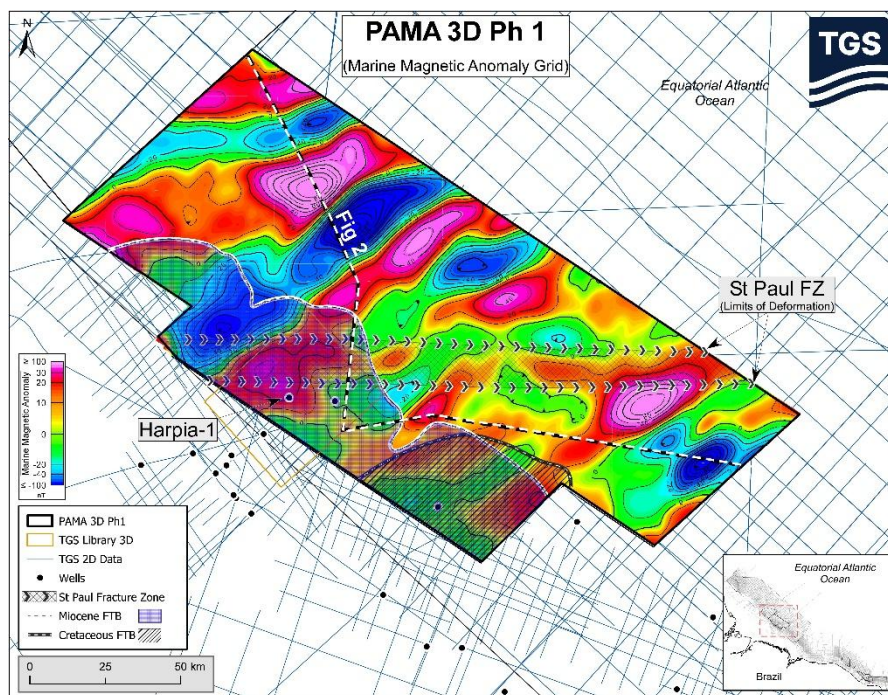 N
PAMA 3D Ph 1
(Marine Magnetic Anomaly Grid)
TGS
Equatorial Atlantic
Ocean
Fig 2
St Paul FZ
(Limits of Deformation)
Harpia-1
N
100
30
20
0
-20
-40
-100
S
nT
Marine Magnetic Anomaly
PAMA 3D Ph1
TGS Library 3D
TGS 2D Data
Wells
St Paul Fracture Zone
Miocene FTB
Cretaceous FTB
0 25 50 km
Equatorial Atlantic
Ocean
Brazil